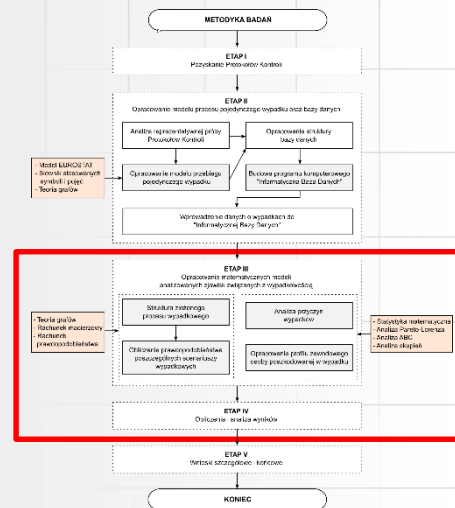 METODYKA BADAŃ
ETAP I
Pozyskanie Protokołów Kontroli
ETAP II
Opracowanie modelu procesu pojedynczego wypadku oraz bazy danych
Analiza reprezentatywnej próby
Protokołów Kontroli
Opracowanie struktury
bazy danych
- Model EUROSTAT
- Słownik stosowanych
symboli i pojęć
- Teoria grafów
Opracowanie modelu przebiegu
pojedynczego wypadku
Budowa programu komputerowego
"Informatyczna Baza Danych"
Wprowadzenie danych o wypadkach do
"Informatycznej Bazy Danych"
ETAP III
Opracowanie matematycznych modeli
analizowanych zjawisk związanych z wypadkowością
- Teoria grafów
- Rachunek macierzowy
- Rachunek
prawdopodobieństwa
Struktura złożonego
procesu wypadkowego
Analiza przyczyn
wypadków
- Statystyka matematyczna
- Analiza Pareto-Lorenza
- Analiza ABC
- Analiza skupień
Obliczanie prawdopodobieństwa
poszczególnych scenariuszy
wypadkowych
Opracowanie profilu zawodowego
osoby poszkodowanej w wypadku
ETAP IV
Obliczenia i analiza wyników
ETAP V
Wnioski szczegółowe i końcowe
KONIEC